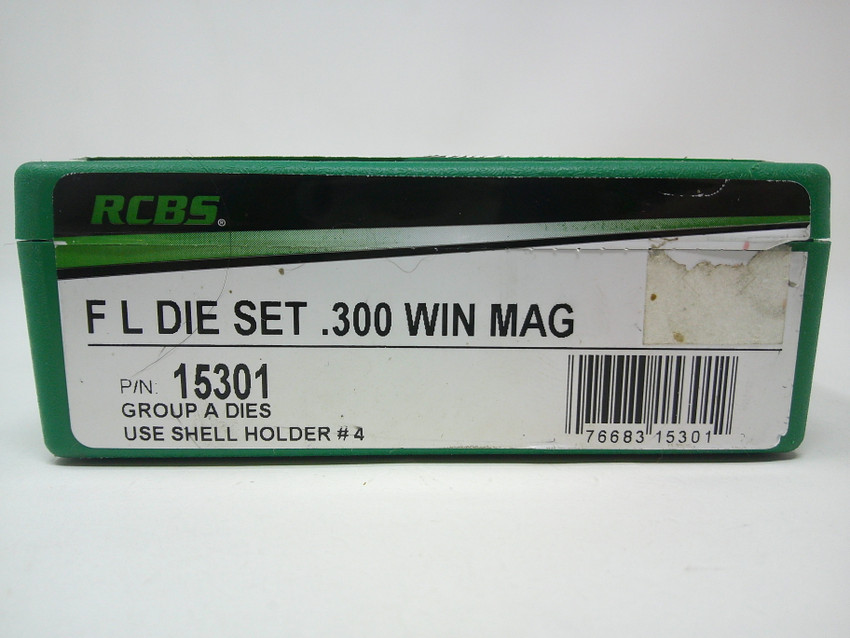 RCBS®
F L DIE SET .300 WIN MAG
P/N: 15301
GROUP A DIES
USE SHELL HOLDER # 4
76683 15301